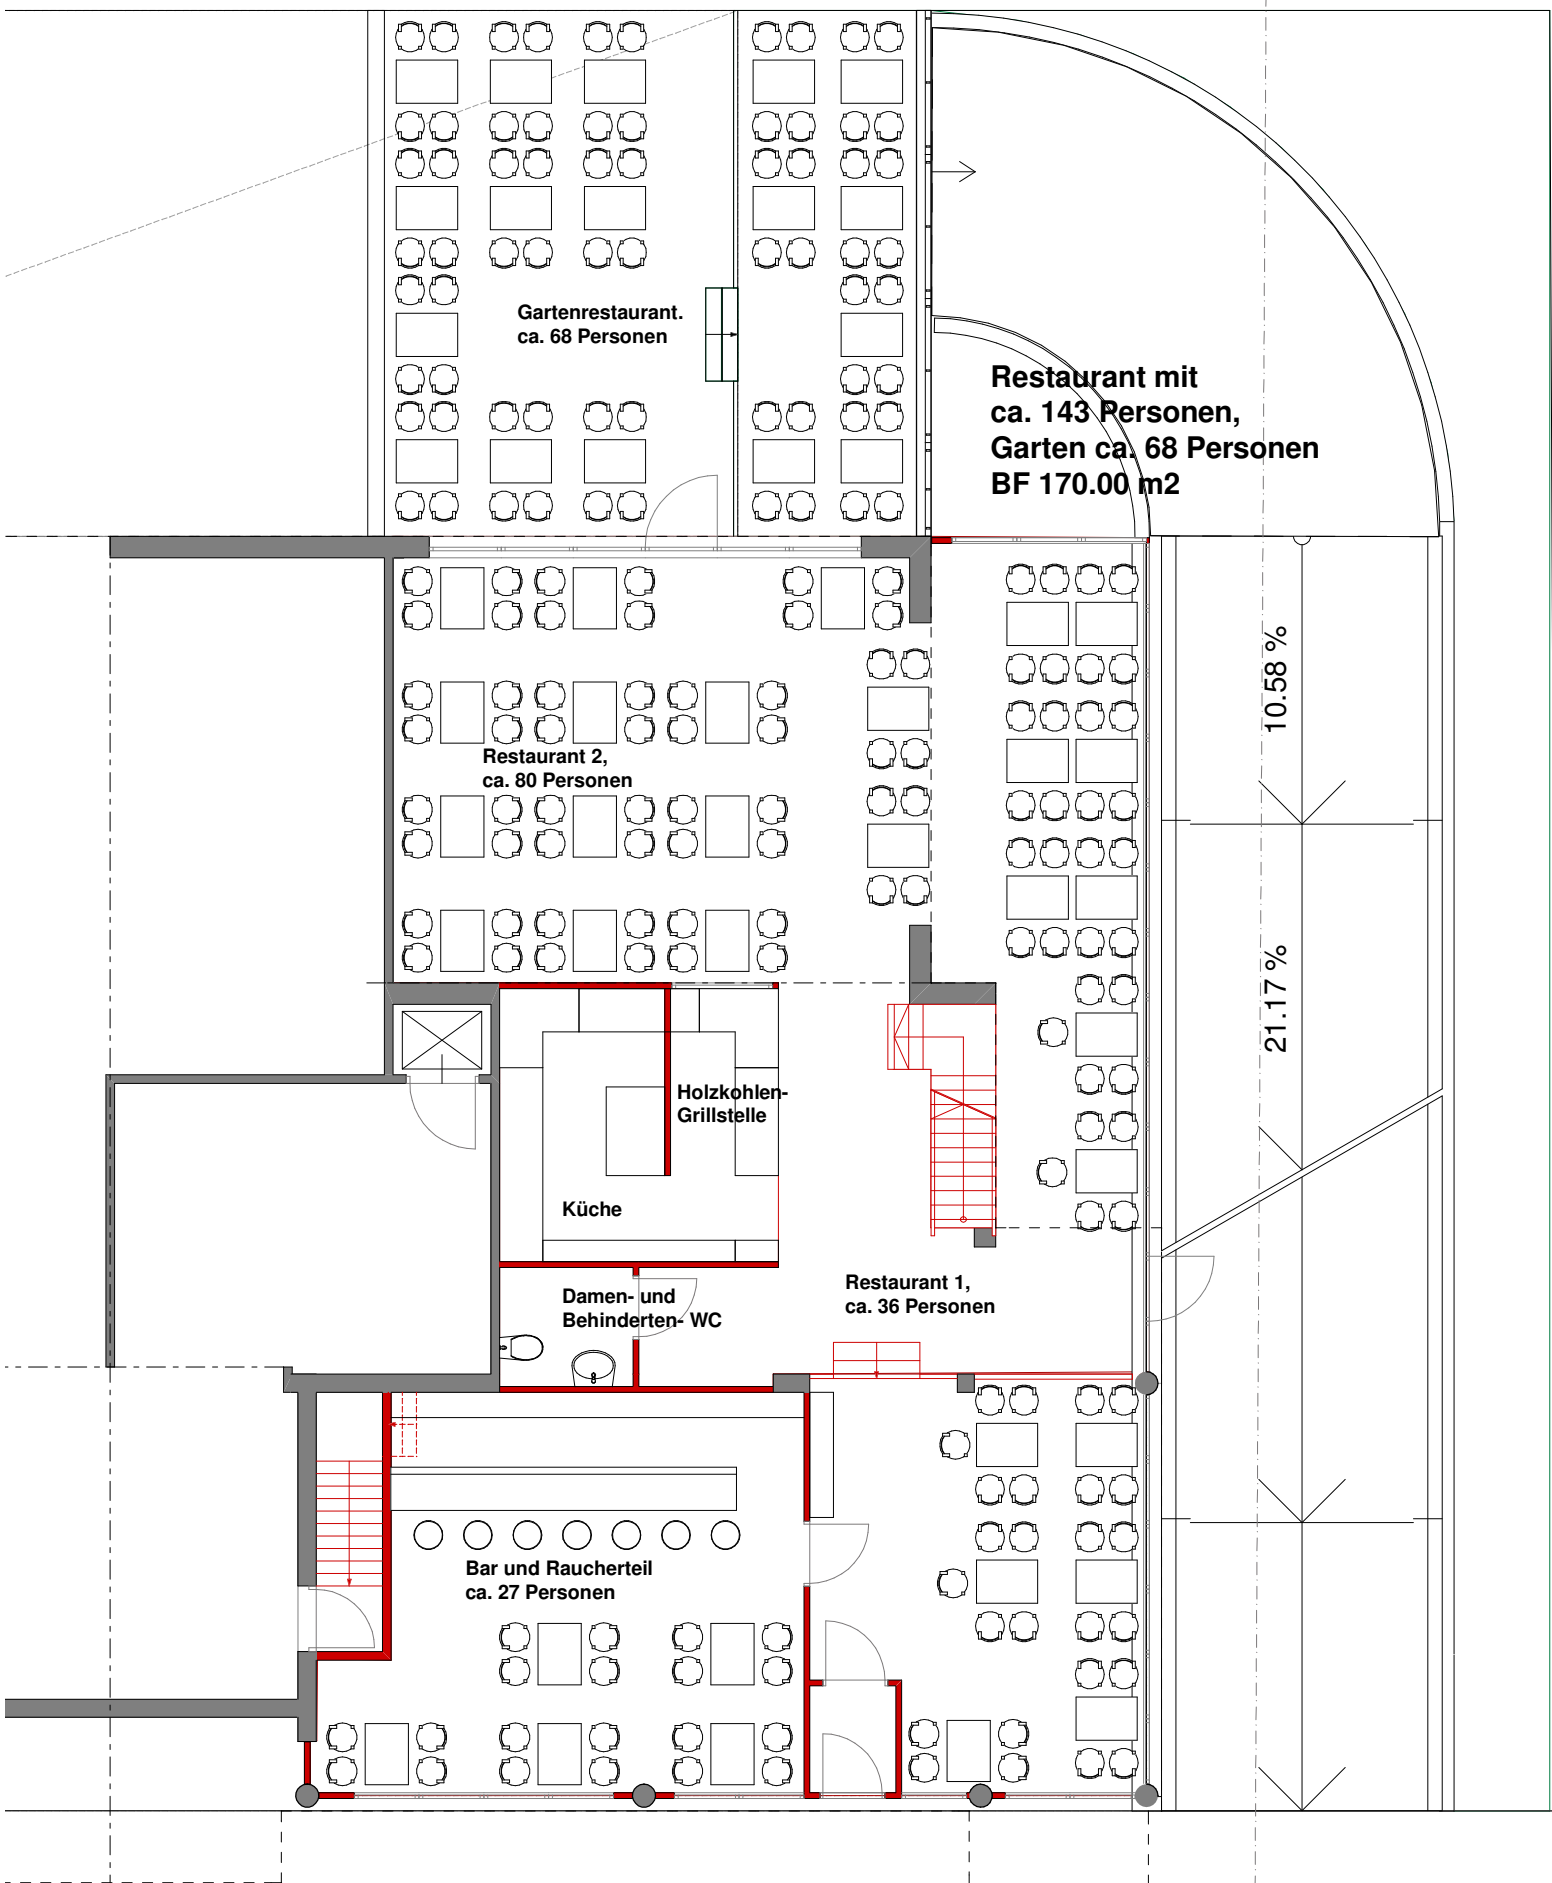 Gartenrestaurant.
ca. 68 Personen
Restaurant mit
ca. 143 Personen,
Garten ca. 68 Personen
BF 170.00 m2
10.58 %
Restaurant 2,
ca. 80 Personen
21.17 %
Holzkohlen-
Grillstelle
Küche
Damen- und
Behinderten- WC
Restaurant 1,
ca. 36 Personen
Bar und Raucherteil
ca. 27 Personen